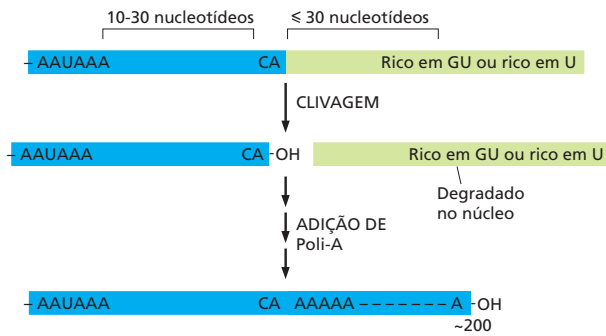 10-30 nucleotídeos ≤ 30 nucleotídeos
– AAUAAA CA Rico em GU ou rico em U
CLIVAGEM
– AAUAAA CA -OH Rico em GU ou rico em U
Degradado
no núcleo
ADIÇÃO DE
Poli-A
– AAUAAA CA AAAAA – – – – – – – A -OH
~200